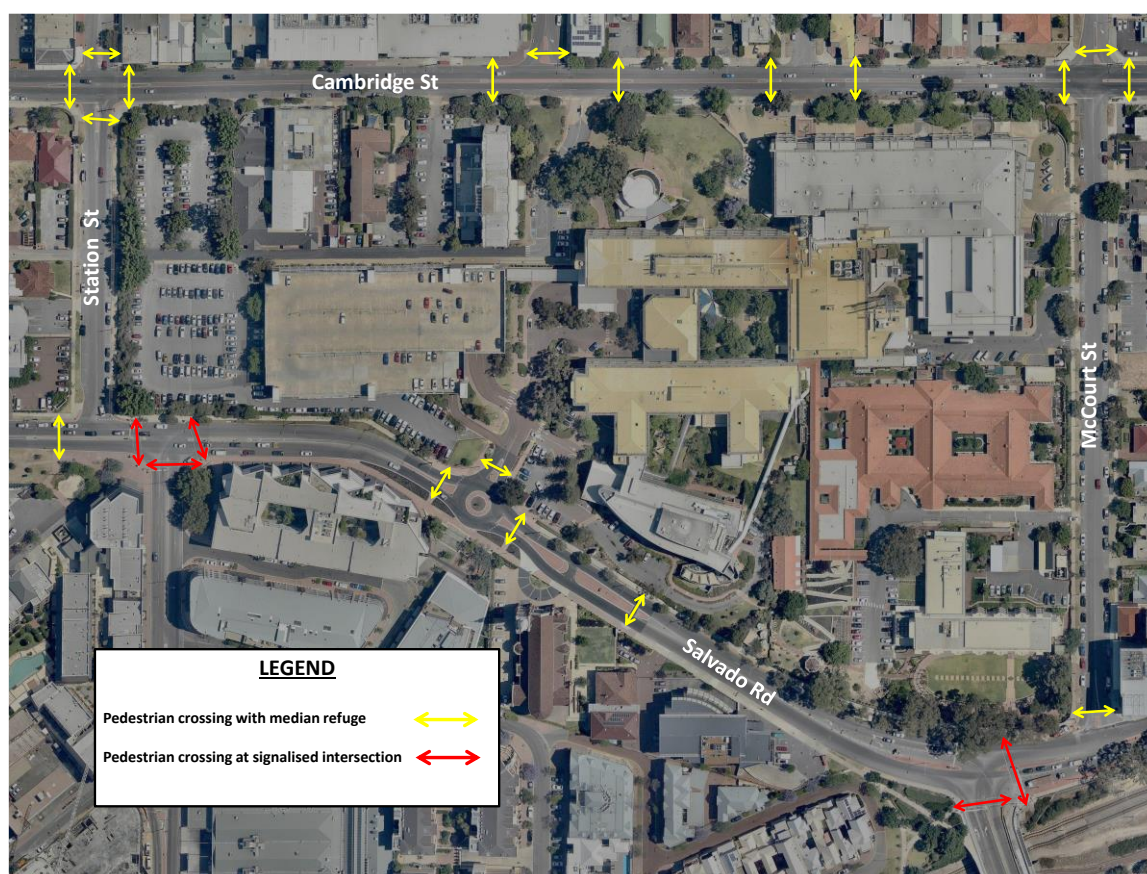 Cambridge St
Station St
McCourt St
Salvado Rd
LEGEND
Pedestrian crossing with median refuge
Pedestrian crossing at signalised intersection